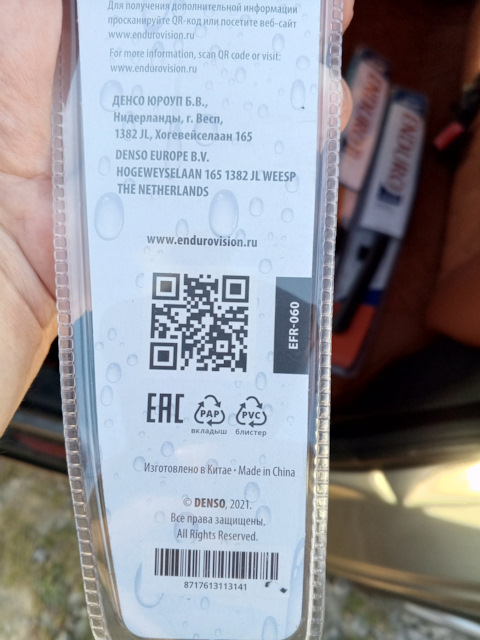 Для получения дополнительной информации
просканируйте QR-код или посетите веб-сайт
www.endurovision.ru
For more information, scan QR code or visit:
www.endurovision.ru
ДЕНСО ЮРОУП Б.В.,
Нидерланды, г. Весп,
1382 JL, Хогевейселаан 165
DENSO EUROPE B.V.
HOGEWEYSELAAN 165 1382 JL WEESP
THE NETHERLANDS
www.endurovision.ru
EFR-060
EAC
PAP
вкладыш
PVC
блистер
Изготовлено в Китае • Made in China
© DENSO, 2021.
Все права защищены.
All Rights Reserved.
8717613113141
ENDURO
ENDURO